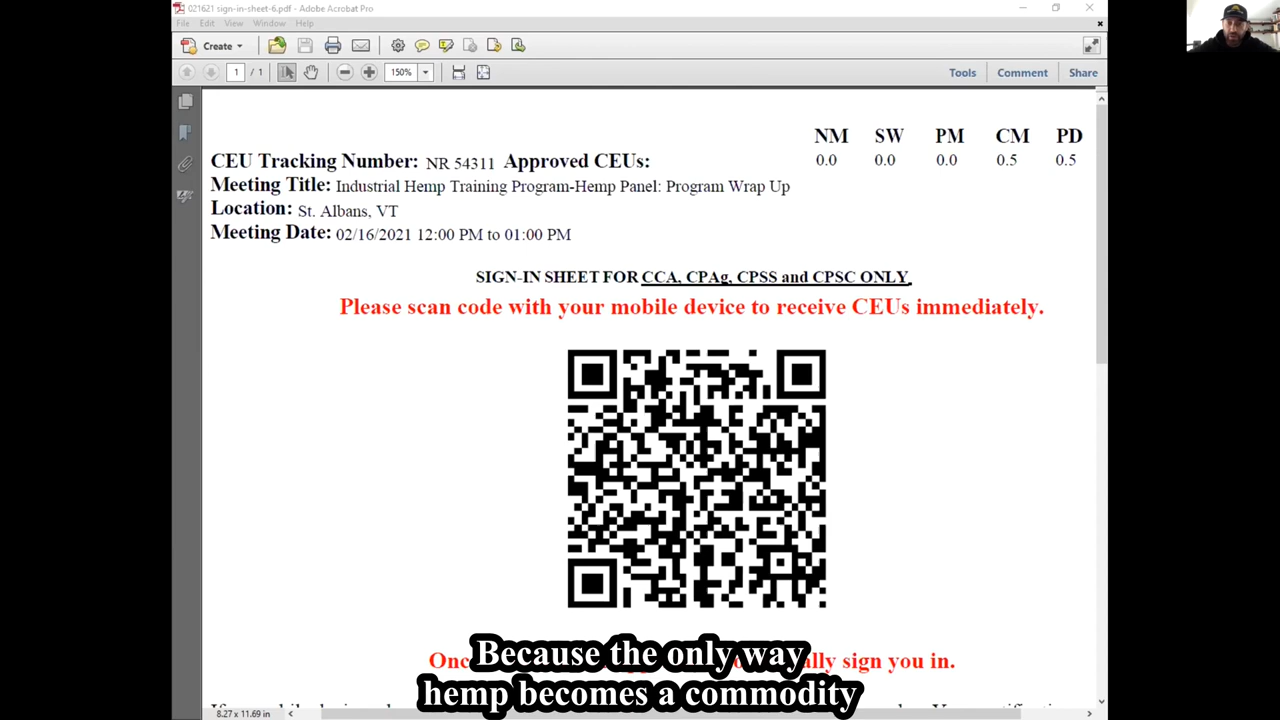 021621 sign-in-sheet-6.pdf - Adobe Acrobat Pro
File Edit View Window Help
Create
1 / 1 150% Tools Comment Share
NM SW PM CM PD
CEU Tracking Number: NR 54311 Approved CEUs: 0.0 0.0 0.0 0.5 0.5
Meeting Title: Industrial Hemp Training Program-Hemp Panel: Program Wrap Up
Location: St. Albans, VT
Meeting Date: 02/16/2021 12:00 PM to 01:00 PM
SIGN-IN SHEET FOR CCA, CPAg, CPSS and CPSC ONLY.
Please scan code with your mobile device to receive CEUs immediately.
sign you in.
Because the only way
hemp becomes a commodity
8.27 x 11.69 in